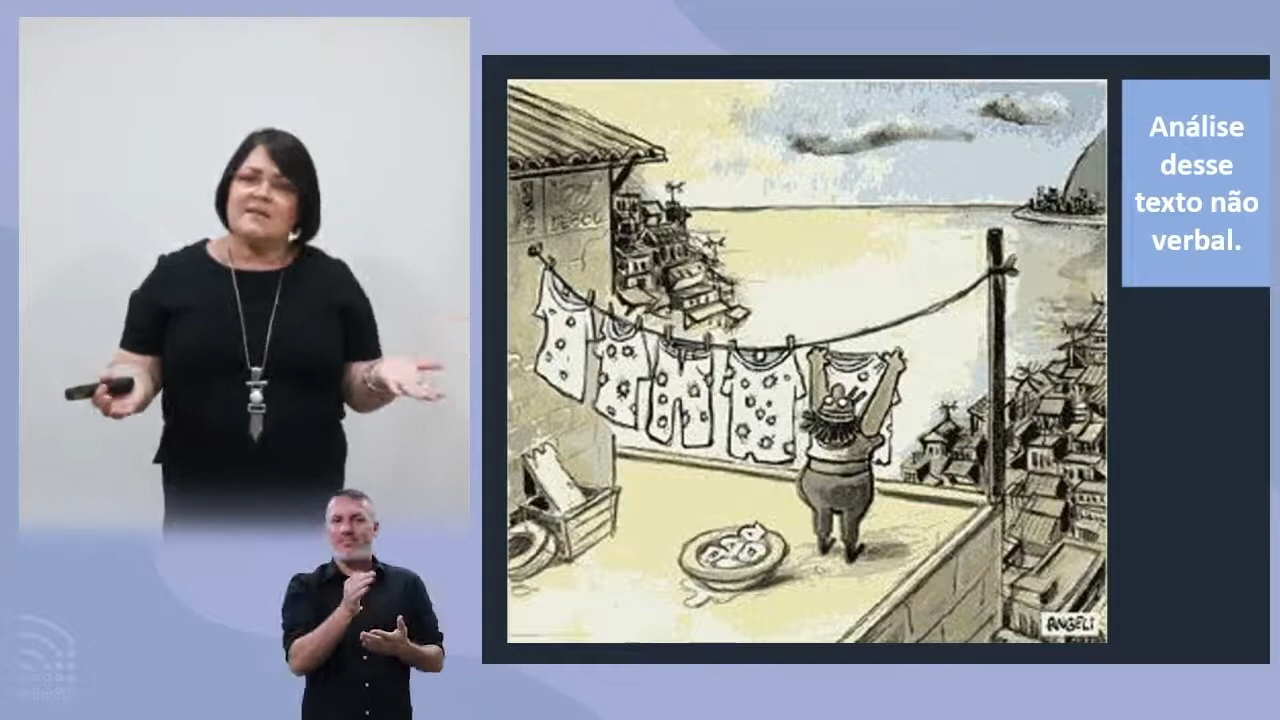 Análise
desse
texto não
verbal.
ANGELI